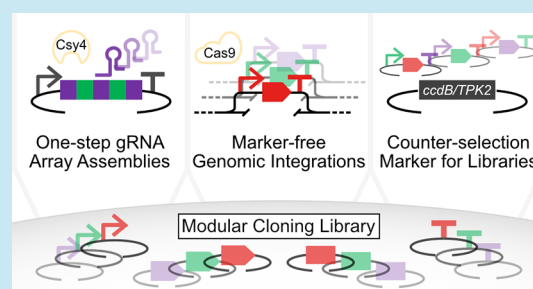 Csy4
Cas9
ccdB/TPK2
One-step gRNA
Array Assemblies
Marker-free
Genomic Integrations
Counter-selection
Marker for Libraries
Modular Cloning Library